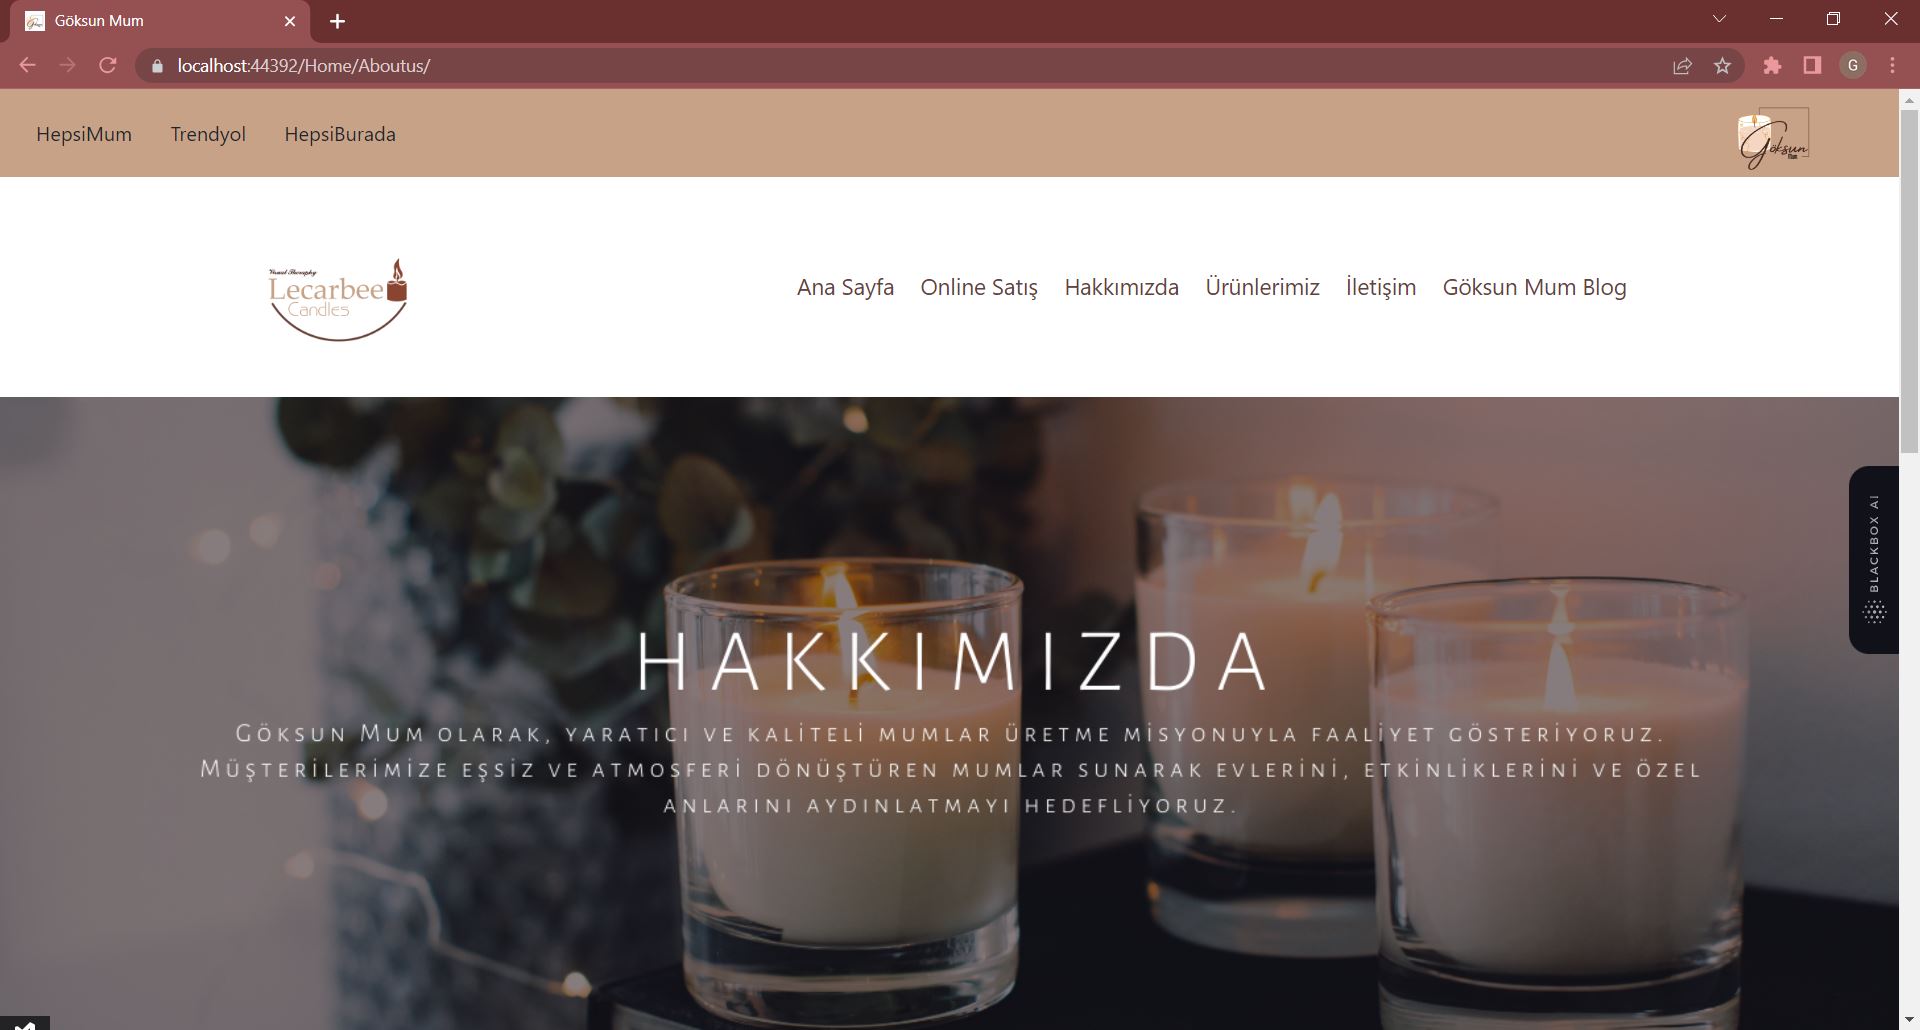 Göksun Mum
localhost:44392/Home/Aboutus/
G
HepsiMum Trendyol HepsiBurada
Göksun
Mum
Visual Theraphy
Lecarbee
Candles
Ana Sayfa Online Satış Hakkımızda Ürünlerimiz İletişim Göksun Mum Blog
BLACKBOX AI
HAKKIMIZDA
GÖKSUN MUM OLARAK, YARATICI VE KALİTELİ MUMLAR ÜRETME MİSYONUYLA FAALİYET GÖSTERİYORUZ.
MÜŞTERİLERİMİZE EŞSİZ VE ATMOSFERİ DÖNÜŞTÜREN MUMLAR SUNARAK EVLERİNİ, ETKİNLİKLERİNİ VE ÖZEL
ANLARINI AYDINLATMAYI HEDEFLİYORUZ.